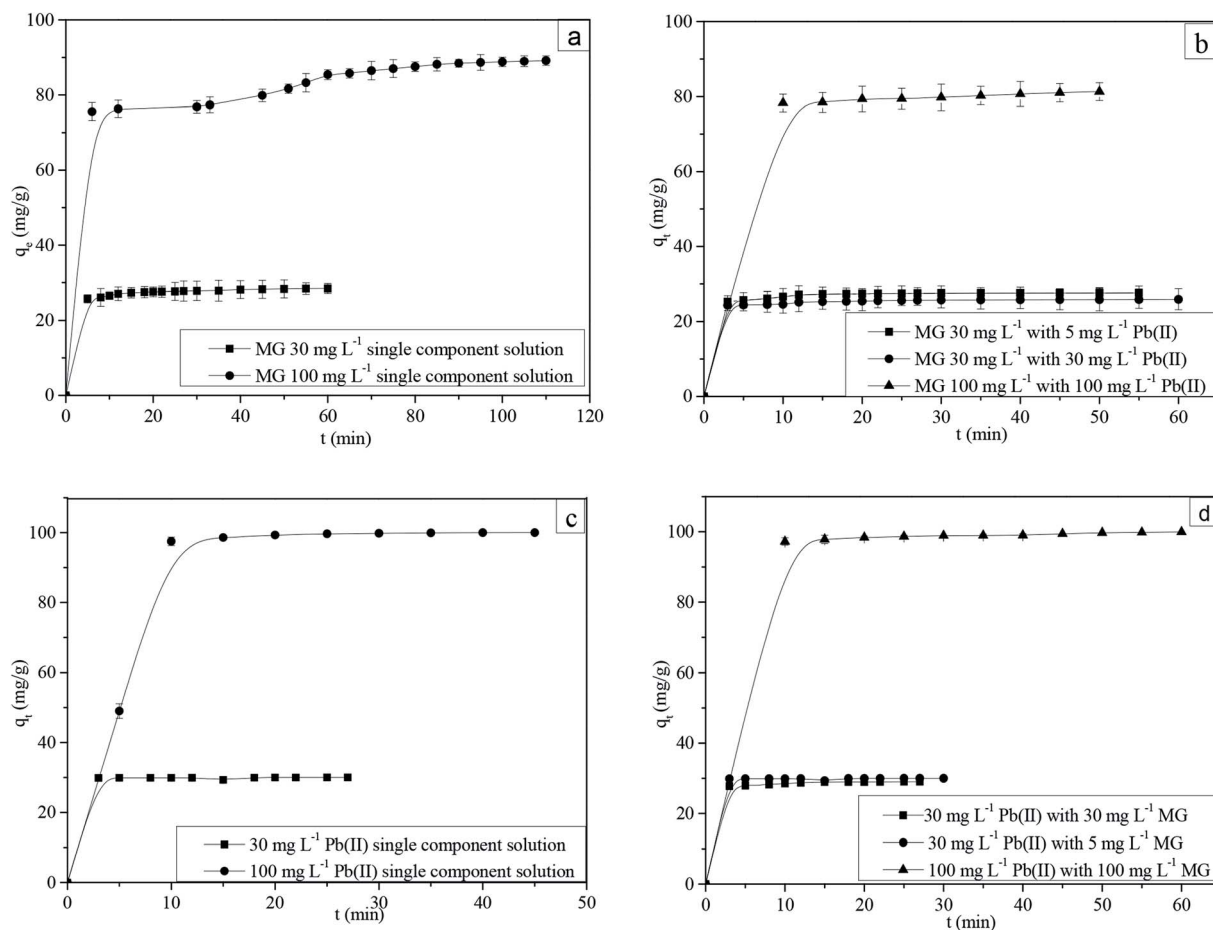 a
100
80
60
40
20
0
qₑ (mg/g)
MG 30 mg L⁻¹ single component solution
MG 100 mg L⁻¹ single component solution
0 20 40 60 80 100 120
t (min)
b
100
80
60
40
20
0
qₜ (mg/g)
MG 30 mg L⁻¹ with 5 mg L⁻¹ Pb(II)
MG 30 mg L⁻¹ with 30 mg L⁻¹ Pb(II)
MG 100 mg L⁻¹ with 100 mg L⁻¹ Pb(II)
0 10 20 30 40 50 60
t (min)
c
100
80
60
40
20
0
qₜ (mg/g)
30 mg L⁻¹ Pb(II) single component solution
100 mg L⁻¹ Pb(II) single component solution
0 10 20 30 40 50
t (min)
d
100
80
60
40
20
0
qₜ (mg/g)
30 mg L⁻¹ Pb(II) with 30 mg L⁻¹ MG
30 mg L⁻¹ Pb(II) with 5 mg L⁻¹ MG
100 mg L⁻¹ Pb(II) with 100 mg L⁻¹ MG
0 10 20 30 40 50 60
t (min)